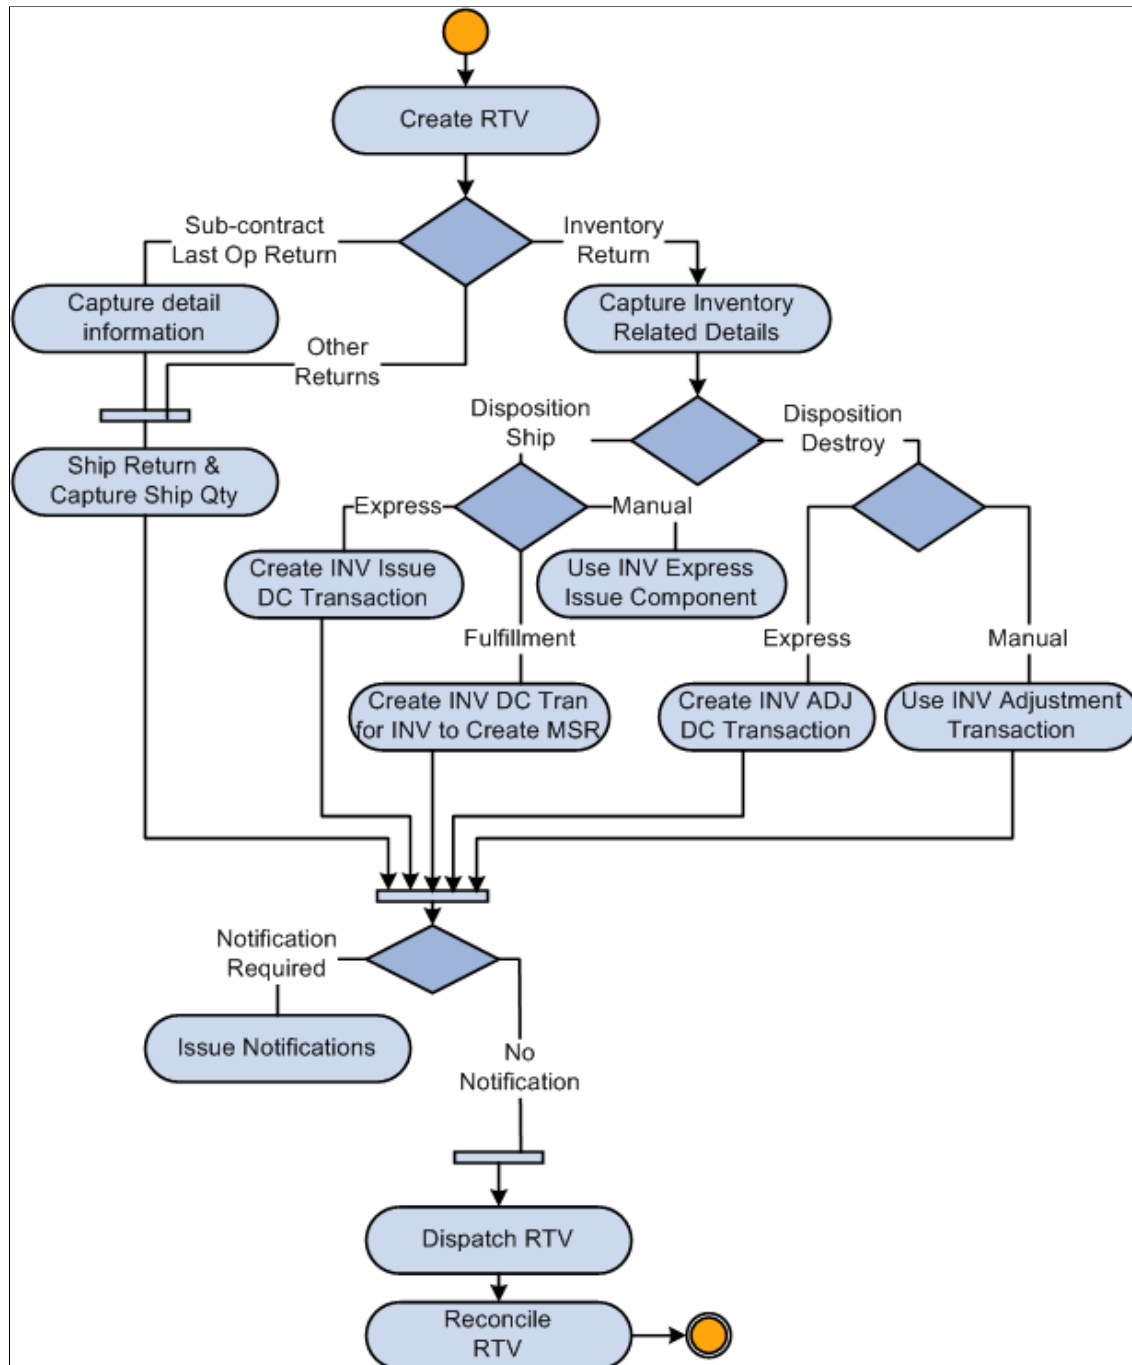 Create RTV
Sub-contract
Last Op Return
Inventory
Return
Capture detail
information
Capture Inventory
Related Details
Other
Returns
Disposition
Ship
Disposition
Destroy
Ship Return &
Capture Ship Qty
Express
Manual
Create INV Issue
DC Transaction
Use INV Express
Issue Component
Fulfillment
Express
Manual
Create INV DC Tran
for INV to Create MSR
Create INV ADJ
DC Transaction
Use INV Adjustment
Transaction
Notification
Required
Issue Notifications
No
Notification
Dispatch RTV
Reconcile
RTV